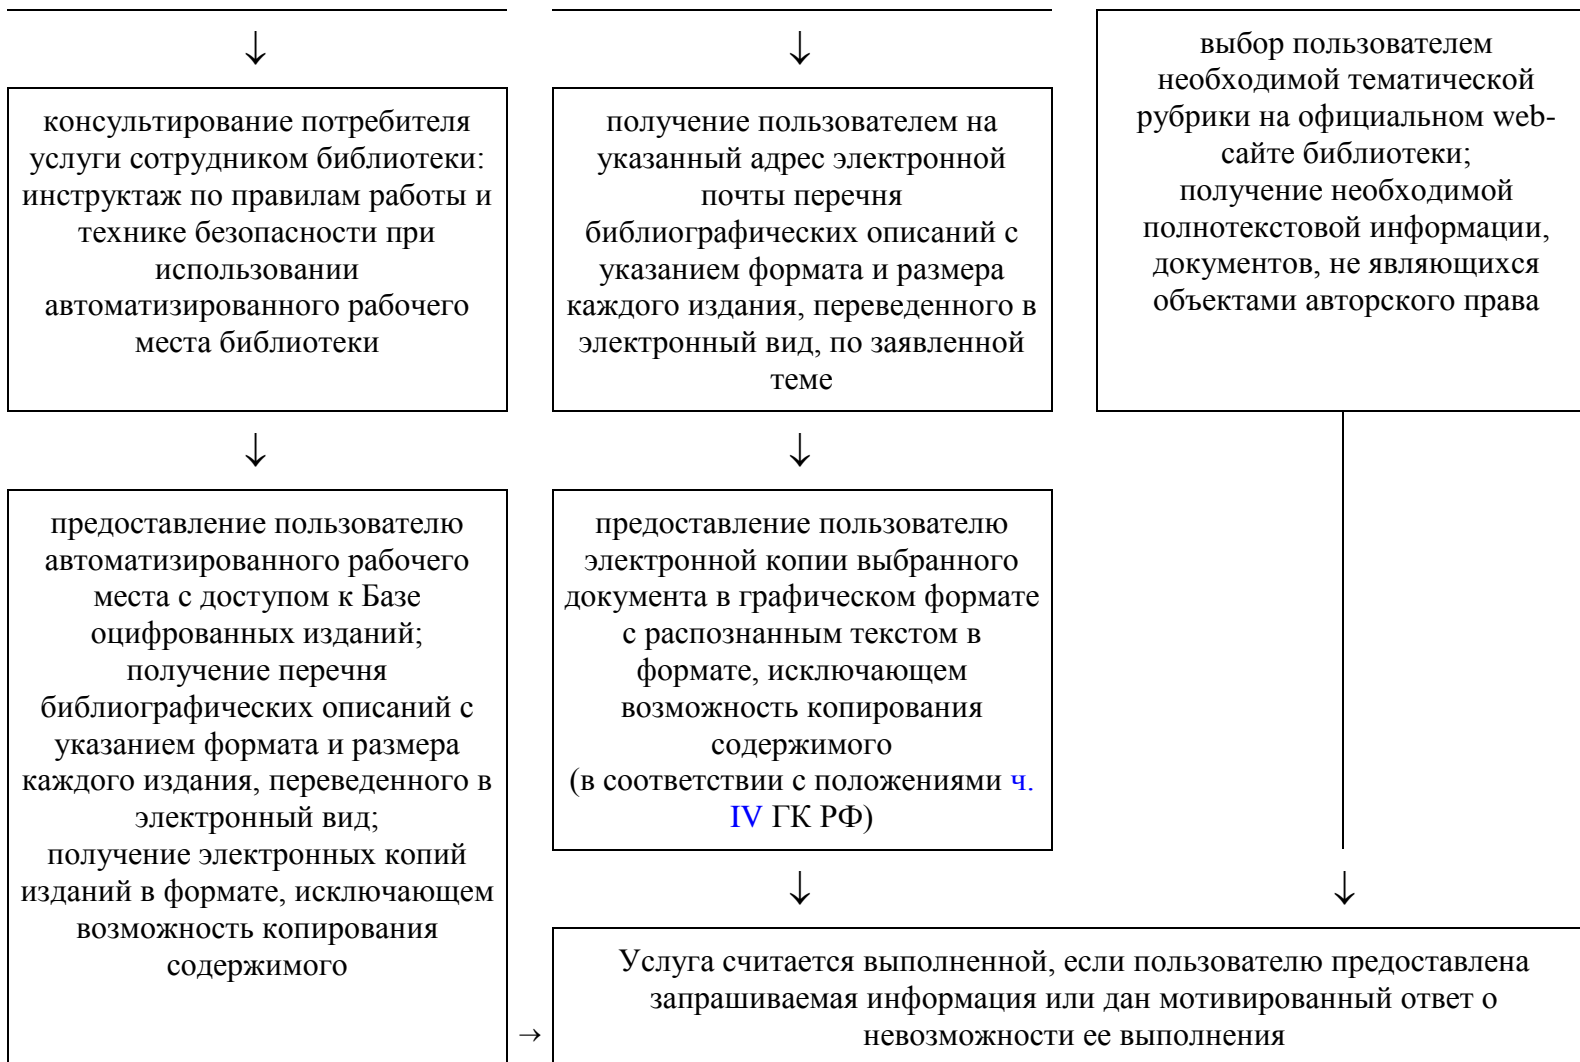 ↓
консультирование потребителя
услуги сотрудником библиотеки:
инструктаж по правилам работы и
технике безопасности при
использовании
автоматизированного рабочего
места библиотеки
↓
предоставление пользователю
автоматизированного рабочего
места с доступом к Базе
оцифрованных изданий;
получение перечня
библиографических описаний с
указанием формата и размера
каждого издания, переведенного в
электронный вид;
получение электронных копий
изданий в формате, исключающем
возможность копирования
содержимого
→
↓
получение пользователем на
указанный адрес электронной
почты перечня
библиографических описаний с
указанием формата и размера
каждого издания, переведенного в
электронный вид, по заявленной
теме
↓
предоставление пользователю
электронной копии выбранного
документа в графическом формате
с распознанным текстом в
формате, исключающем
возможность копирования
содержимого
(в соответствии с положениями ч.
IV ГК РФ)
↓
выбор пользователем
необходимой тематической
рубрики на официальном web-
сайте библиотеки;
получение необходимой
полнотекстовой информации,
документов, не являющихся
объектами авторского права
↓
Услуга считается выполненной, если пользователю предоставлена
запрашиваемая информация или дан мотивированный ответ о
невозможности ее выполнения